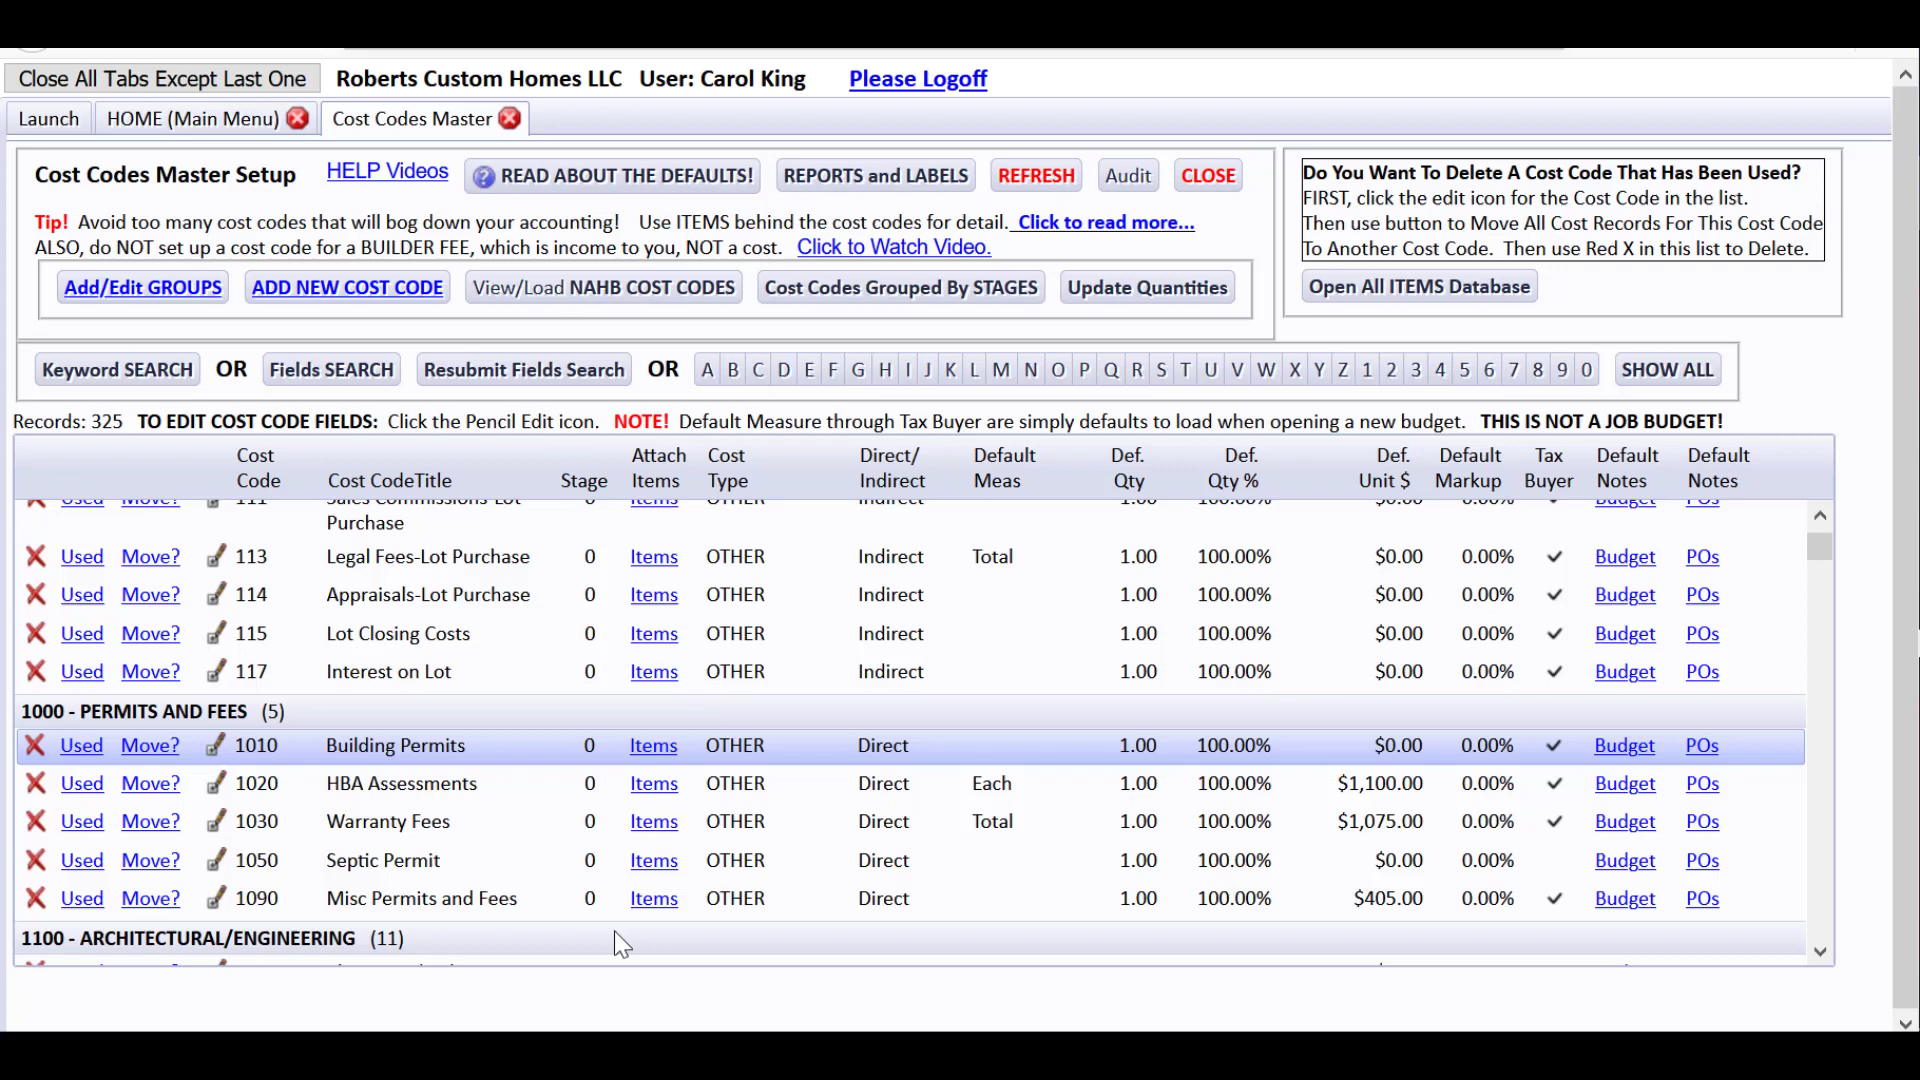 Close All Tabs Except Last One Roberts Custom Homes LLC User: Carol King Please Logoff
Launch HOME (Main Menu) Cost Codes Master
Cost Codes Master Setup HELP Videos READ ABOUT THE DEFAULTS! REPORTS and LABELS REFRESH Audit CLOSE
Tip! Avoid too many cost codes that will bog down your accounting! Use ITEMS behind the cost codes for detail. Click to read more...
ALSO, do NOT set up a cost code for a BUILDER FEE, which is income to you, NOT a cost. Click to Watch Video.
Add/Edit GROUPS ADD NEW COST CODE View/Load NAHB COST CODES Cost Codes Grouped By STAGES Update Quantities
Do You Want To Delete A Cost Code That Has Been Used?
FIRST, click the edit icon for the Cost Code in the list.
Then use button to Move All Cost Records For This Cost Code
To Another Cost Code. Then use Red X in this list to Delete.
Open All ITEMS Database
Keyword SEARCH OR Fields SEARCH Resubmit Fields Search OR A B C D E F G H I J K L M N O P Q R S T U V W X Y Z 1 2 3 4 5 6 7 8 9 0 SHOW ALL
Records: 325 TO EDIT COST CODE FIELDS: Click the Pencil Edit icon. NOTE! Default Measure through Tax Buyer are simply defaults to load when opening a new budget. THIS IS NOT A JOB BUDGET!
Cost Attach Cost Direct/ Default Def. Def. Def. Default Tax Default Default
Code Cost CodeTitle Stage Items Type Indirect Meas Qty Qty % Unit $ Markup Buyer Notes Notes
Used Move? 111 Sales Commissions-Lot 0 Items OTHER Indirect 1.00 100.00% $0.00 0.00% Budget POs
Purchase
Used Move? 113 Legal Fees-Lot Purchase 0 Items OTHER Indirect Total 1.00 100.00% $0.00 0.00% Budget POs
Used Move? 114 Appraisals-Lot Purchase 0 Items OTHER Indirect 1.00 100.00% $0.00 0.00% Budget POs
Used Move? 115 Lot Closing Costs 0 Items OTHER Indirect 1.00 100.00% $0.00 0.00% Budget POs
Used Move? 117 Interest on Lot 0 Items OTHER Indirect 1.00 100.00% $0.00 0.00% Budget POs
1000 - PERMITS AND FEES (5)
Used Move? 1010 Building Permits 0 Items OTHER Direct 1.00 100.00% $0.00 0.00% Budget POs
Used Move? 1020 HBA Assessments 0 Items OTHER Direct Each 1.00 100.00% $1,100.00 0.00% Budget POs
Used Move? 1030 Warranty Fees 0 Items OTHER Direct Total 1.00 100.00% $1,075.00 0.00% Budget POs
Used Move? 1050 Septic Permit 0 Items OTHER Direct 1.00 100.00% $0.00 0.00% Budget POs
Used Move? 1090 Misc Permits and Fees 0 Items OTHER Direct 1.00 100.00% $405.00 0.00% Budget POs
1100 - ARCHITECTURAL/ENGINEERING (11)